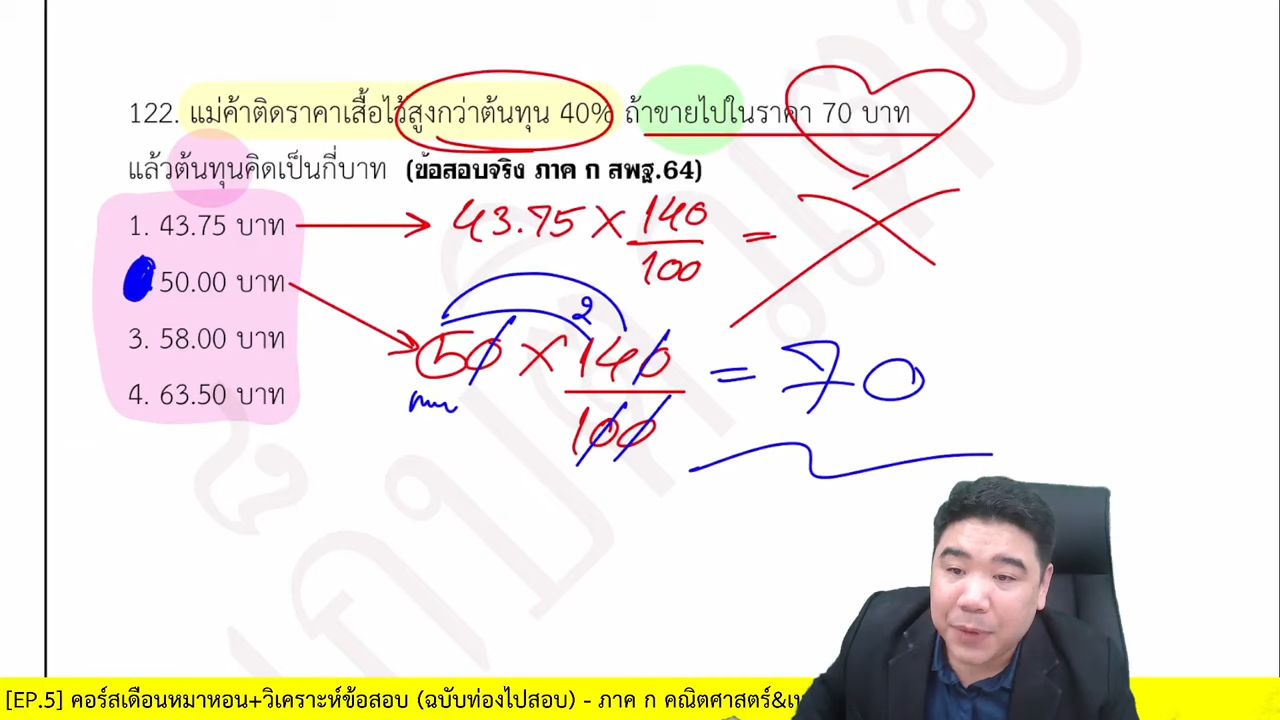 122. แม่ค้าติดราคาเสื้อไว้สูงกว่าต้นทุน 40% ถ้าขายไปในราคา 70 บาท
แล้วต้นทุนคิดเป็นกี่บาท (ข้อสอบจริง ภาค ก สพฐ.64)
1. 43.75 บาท
43.75 × 140/100 =
50.00 บาท
50 × 140/100 = 70
2
3. 58.00 บาท
4. 63.50 บาท
[EP.5] คอร์สเดือนหมาหอน+วิเคราะห์ข้อสอบ (ฉบับท่องไปสอบ) - ภาค ก คณิตศาสตร์&